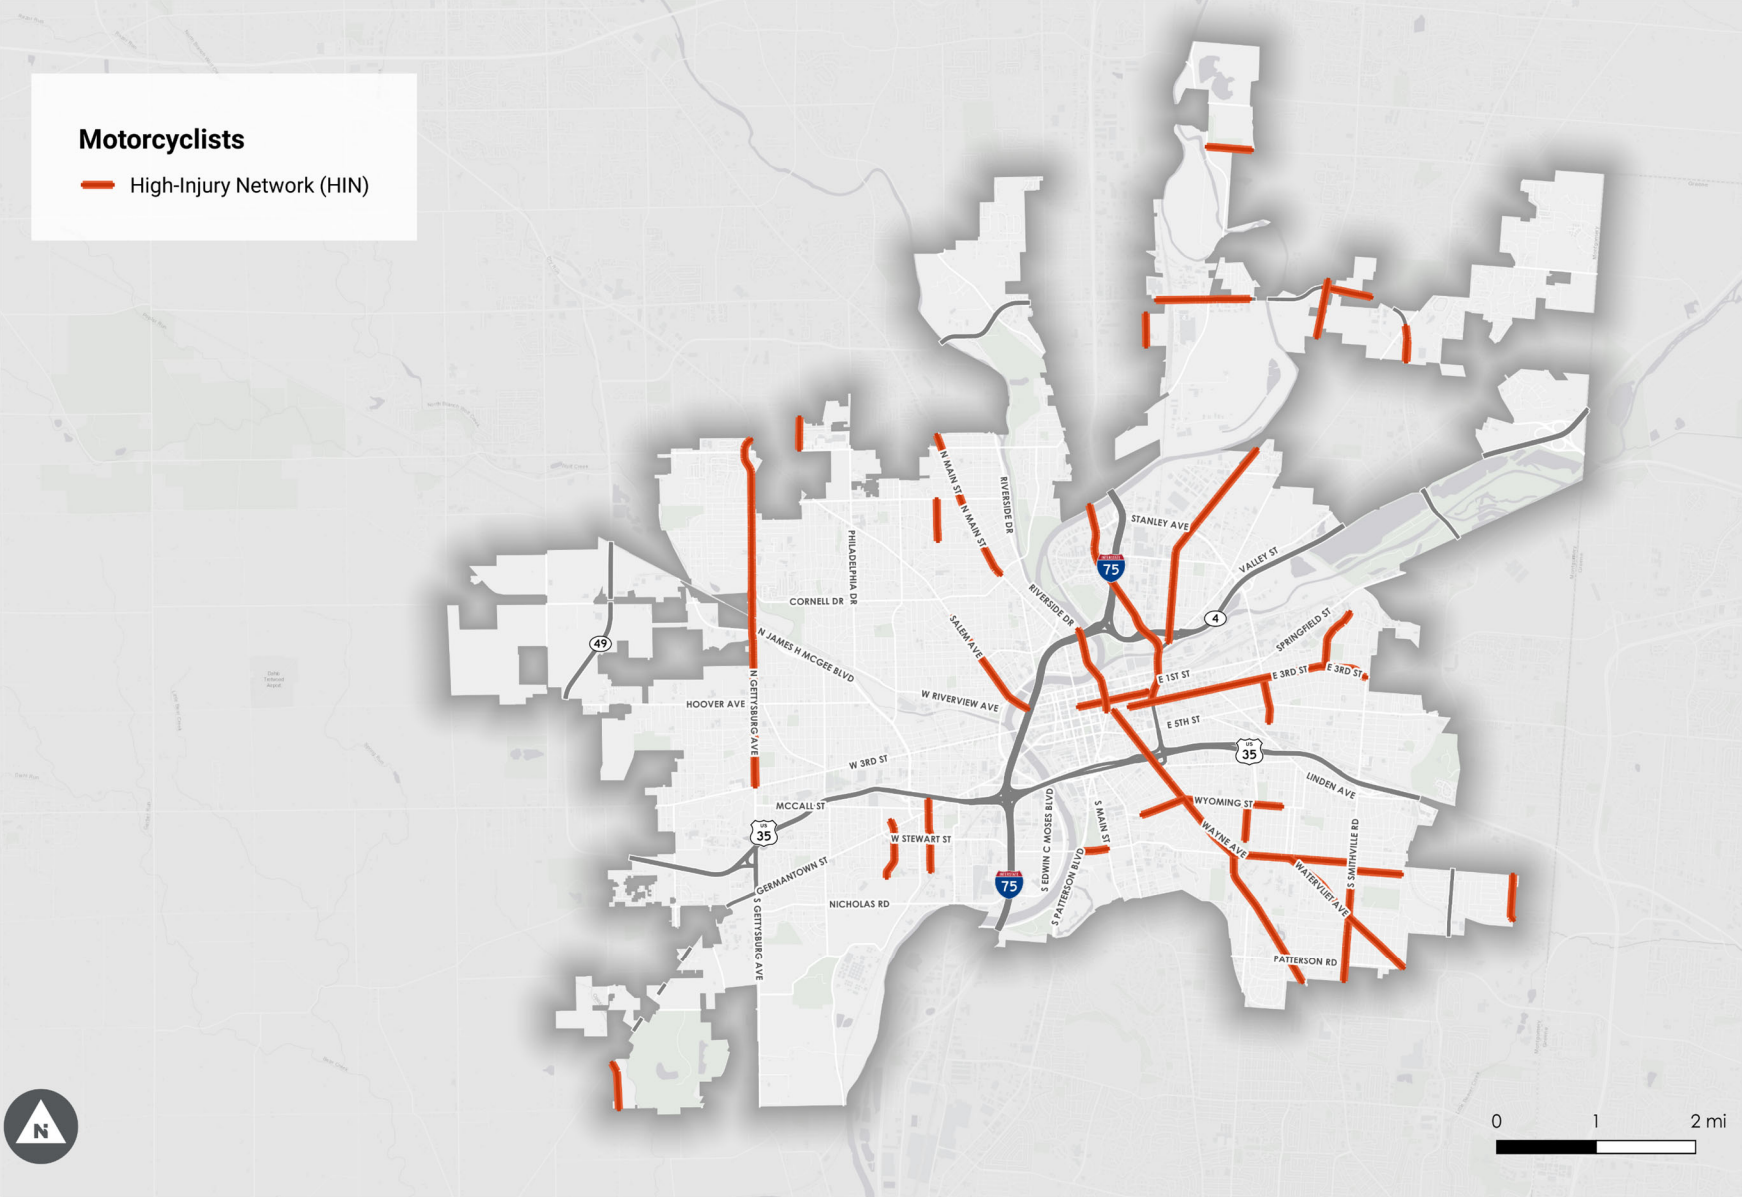 Motorcyclists
High-Injury Network (HIN)
N MAIN ST
N MAIN ST
RIVERSIDE DR
STANLEY AVE
INTERSTATE
75
VALLEY ST
PHILADELPHIA DR
CORNELL DR
RIVERSIDE DR
4
SPRINGFIELD ST
49
N JAMES H MCGEE BLVD
SALEM AVE
E 1ST ST
E 3RD ST
E 3RD ST
N GETTYSBURG AVE
HOOVER AVE
W RIVERVIEW AVE
E 5TH ST
US
35
W 3RD ST
LINDEN AVE
MCCALL ST
WYOMING ST
US
35
W STEWART ST
S EDWIN C MOSES BLVD
S MAIN ST
WAYNE AVE
S SMITHVILLE RD
GERMANTOWN ST
INTERSTATE
75
S PATTERSON BLVD
WATERVLIET AVE
NICHOLAS RD
S GETTYSBURG AVE
PATTERSON RD
N
0 1 2 mi